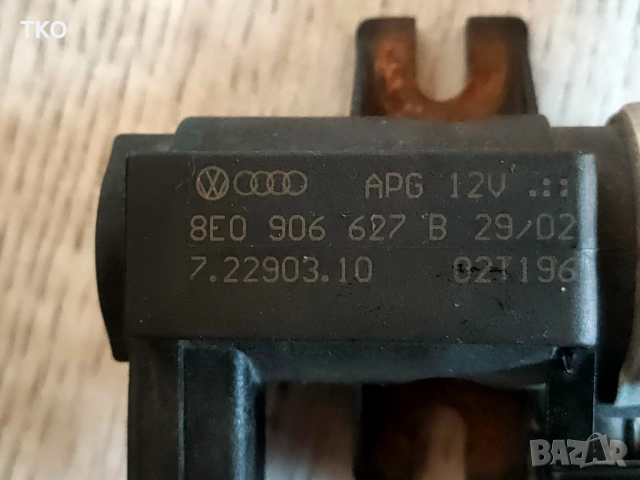 TKO
APG 12V .::
8E0 906 627 B 29/02
7.22903.10 02T196
BAZAR